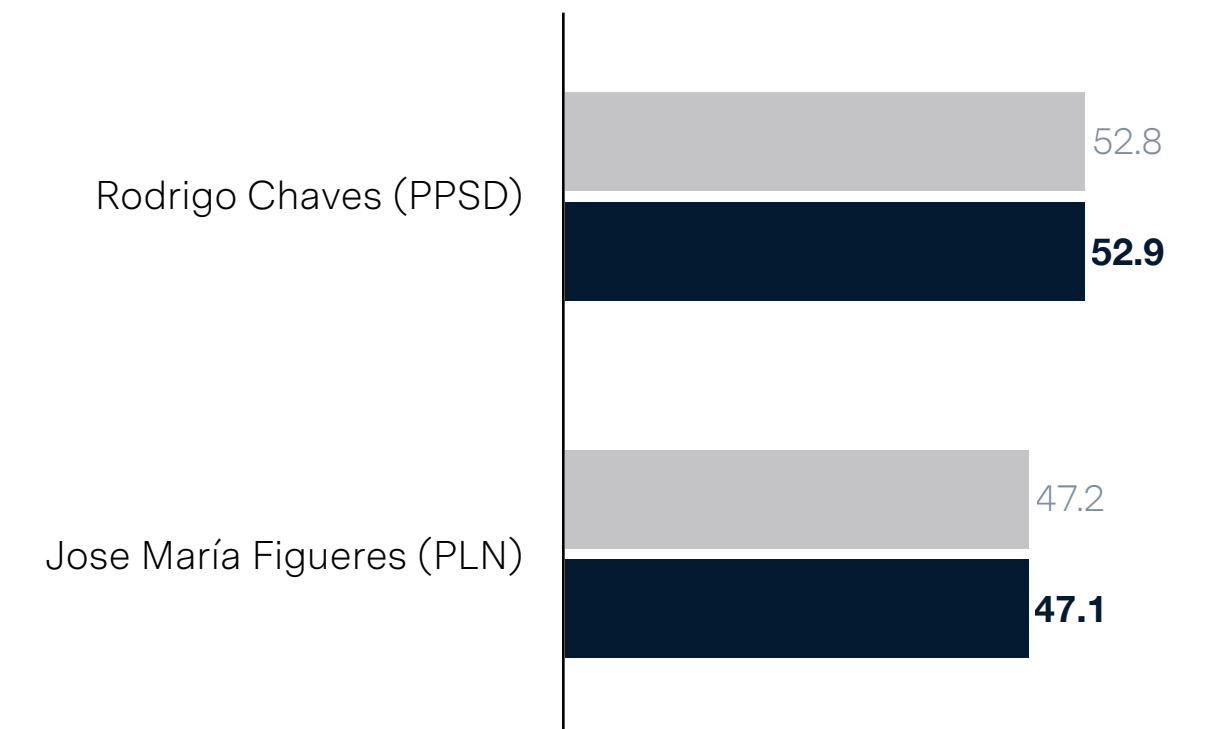 52.8
Rodrigo Chaves (PPSD)
52.9
47.2
Jose María Figueres (PLN)
47.1